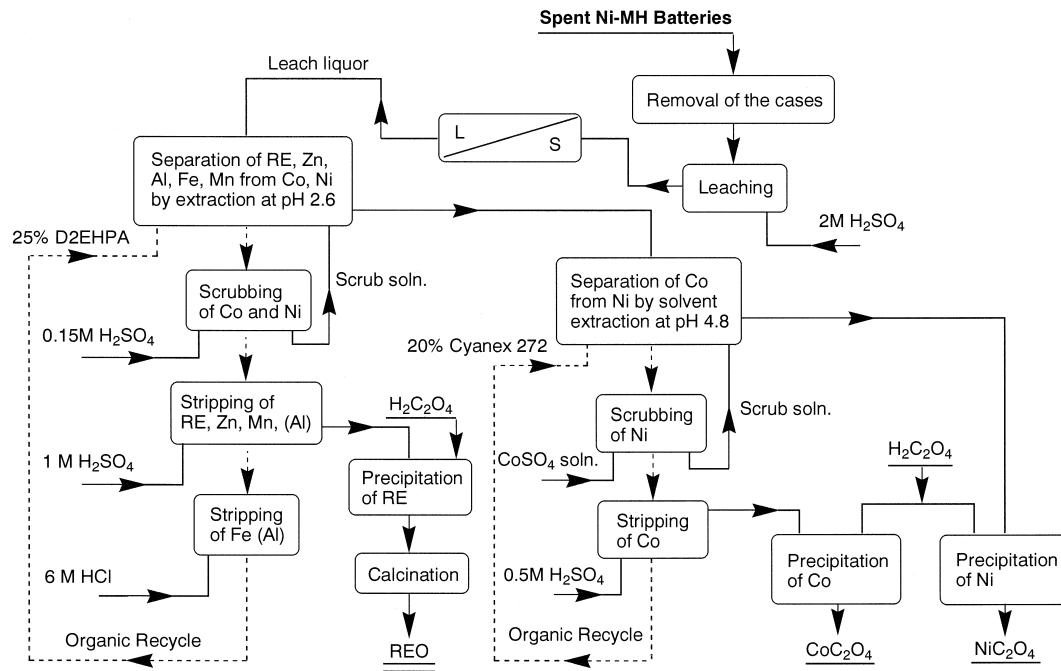 Spent Ni-MH Batteries
Leach liquor
Removal of the cases
L
S
Separation of RE, Zn,
Al, Fe, Mn from Co, Ni
by extraction at pH 2.6
Leaching
2M H₂SO₄
25% D2EHPA
Scrubbing
of Co and Ni
Scrub soln.
Separation of Co
from Ni by solvent
extraction at pH 4.8
0.15M H₂SO₄
20% Cyanex 272
Stripping of
RE, Zn, Mn, (Al)
H₂C₂O₄
Scrubbing
of Ni
Scrub soln.
1 M H₂SO₄
Precipitation
of RE
CoSO₄ soln.
H₂C₂O₄
Stripping
of Fe (Al)
Stripping
of Co
6 M HCl
Calcination
0.5M H₂SO₄
Precipitation
of Co
Precipitation
of Ni
Organic Recycle
REO
Organic Recycle
CoC₂O₄
NiC₂O₄